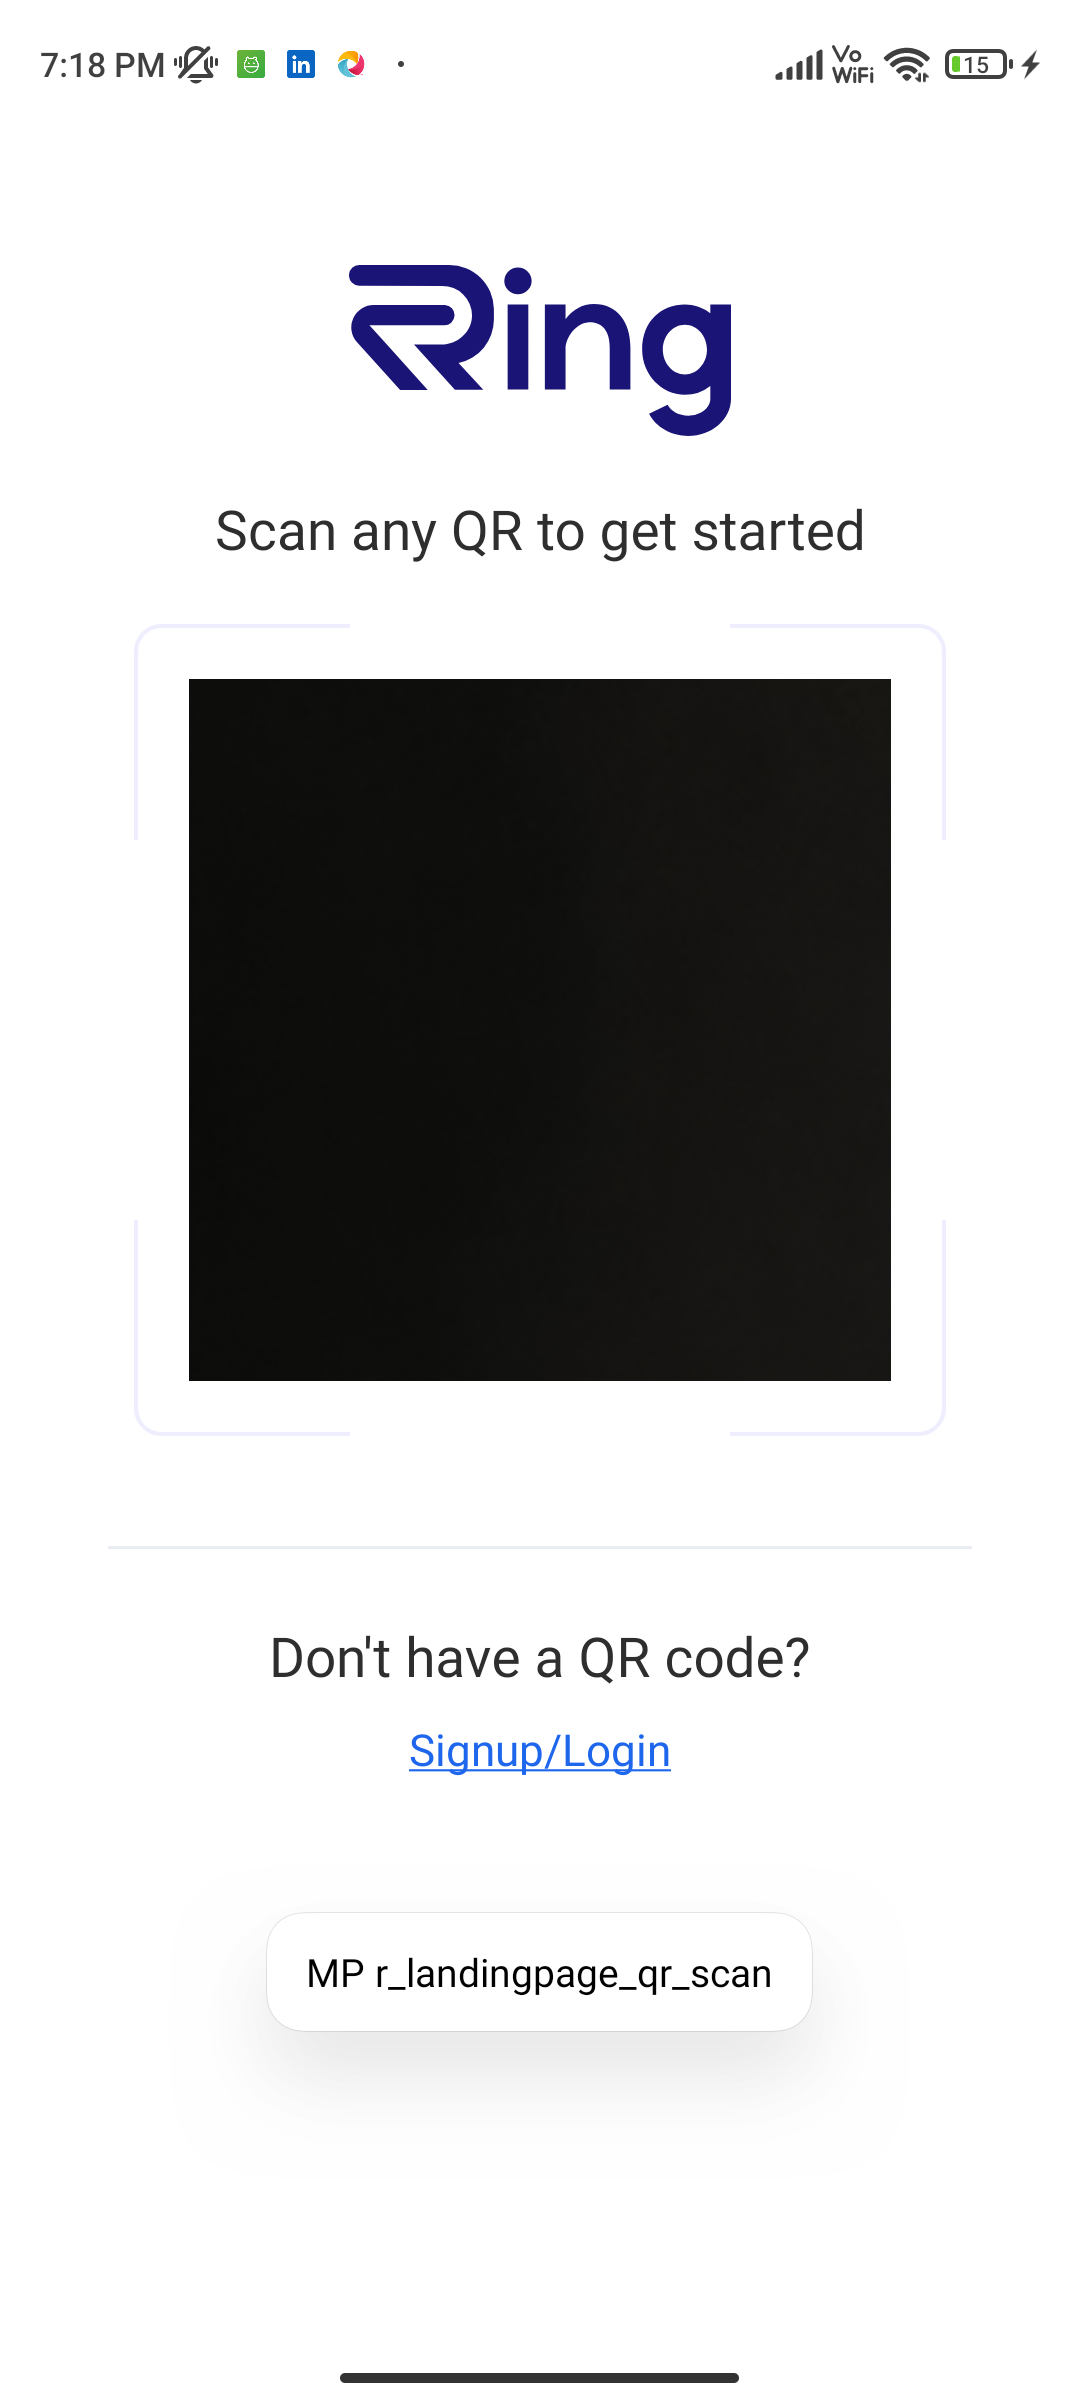 7:18 PM
Vo
WiFi
15
in
Ring
Scan any QR to get started
Don't have a QR code?
Signup/Login
MP r_landingpage_qr_scan